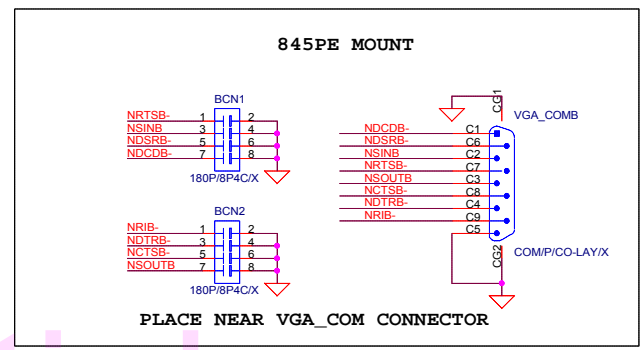 845PE MOUNT
BCN1
NRTSB- 1 2
NSINB 3 4
NDSRB- 5 6
NDCDB- 7 8
180P/8P4C/X
BCN2
NRIB- 1 2
NDTRB- 3 4
NCTSB- 5 6
NSOUTB 7 8
180P/8P4C/X
CG1
VGA_COMB
NDCDB- C1
NDSRB- C6
NSINB C2
NRTSB- C7
NSOUTB C3
NCTSB- C8
NDTRB- C4
NRIB- C9
C5
CG2
COM/P/CO-LAY/X
PLACE NEAR VGA_COM CONNECTOR